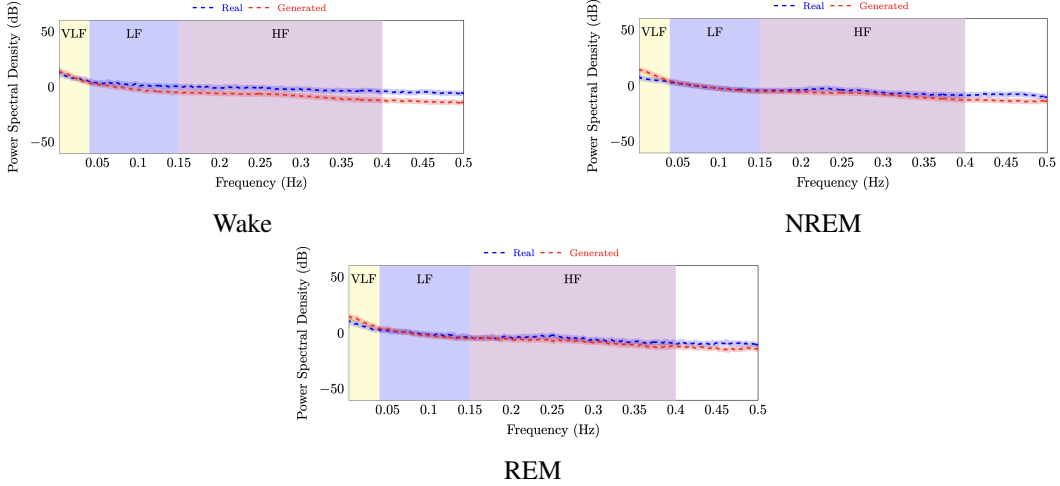 Real Generated
Power Spectral Density (dB)
50
0
−50
VLF LF HF
0.05 0.1 0.15 0.2 0.25 0.3 0.35 0.4 0.45 0.5
Frequency (Hz)
Wake
Real Generated
Power Spectral Density (dB)
50
0
−50
VLF LF HF
0.05 0.1 0.15 0.2 0.25 0.3 0.35 0.4 0.45 0.5
Frequency (Hz)
NREM
Real Generated
Power Spectral Density (dB)
50
0
−50
VLF LF HF
0.05 0.1 0.15 0.2 0.25 0.3 0.35 0.4 0.45 0.5
Frequency (Hz)
REM